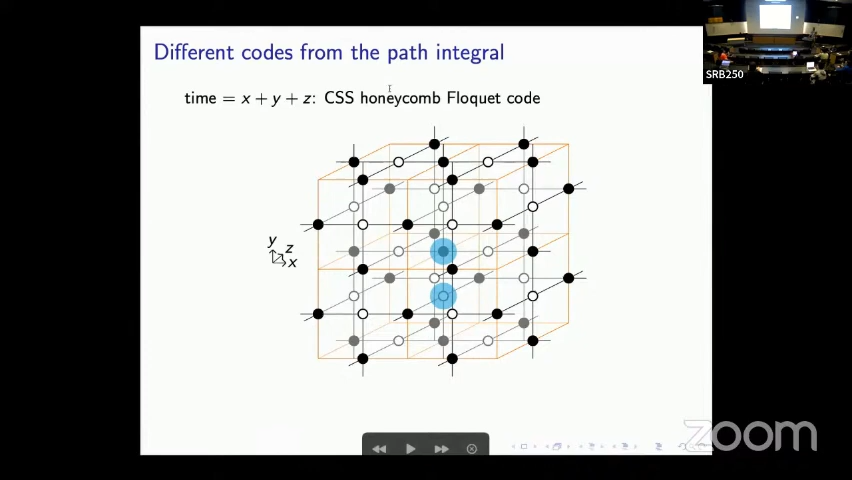 Different codes from the path integral
SRB250
time = x + y + z: CSS honeycomb Floquet code
y
z
x
zoom